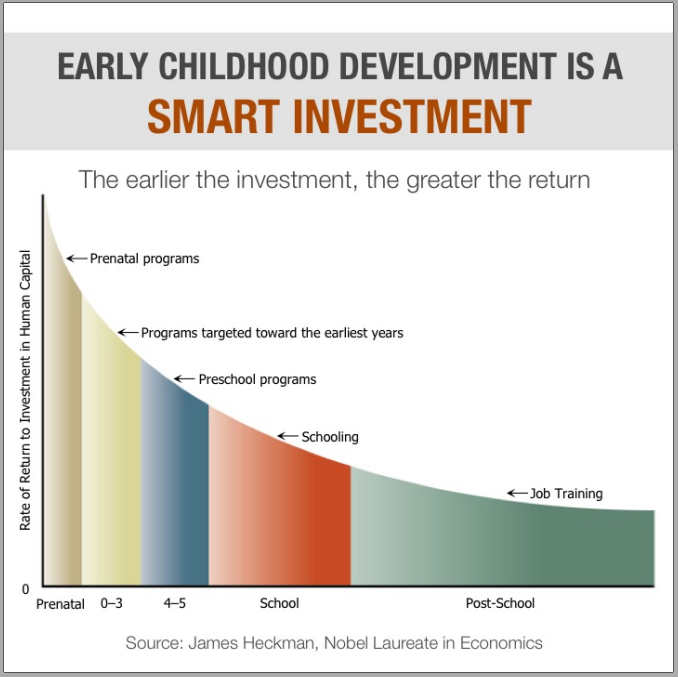 EARLY CHILDHOOD DEVELOPMENT IS A
SMART INVESTMENT
The earlier the investment, the greater the return
Rate of Return to Investment in Human Capital
Prenatal programs
Programs targeted toward the earliest years
Preschool programs
Schooling
Job Training
0
Prenatal 0–3 4–5 School Post-School
Source: James Heckman, Nobel Laureate in Economics